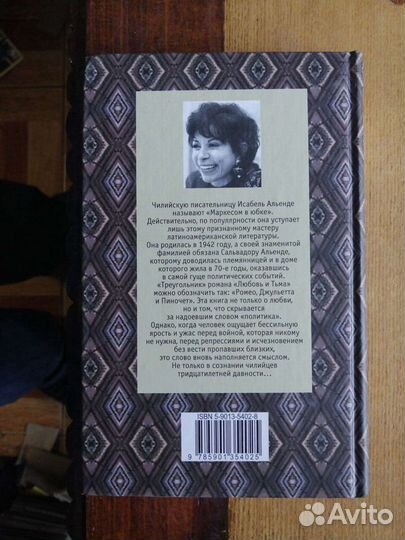 Чилийскую писательницу Исабель Альенде
называют «Маркесом в юбке».
Действительно, по популярности она уступает
лишь этому признанному мастеру
латиноамериканской литературы.
Она родилась в 1942 году, а своей знаменитой
фамилией обязана Сальвадору Альенде,
которому доводилась племянницей и в доме
которого жила в 70-е годы, оказавшись
в самой гуще политических событий.
«Треугольник» романа «Любовь и Тьма»
можно обозначить так: «Ромео, Джульетта
и Пиночет». Эта книга не только о любви,
но и том, что скрывается
за надоевшим словом «политика».
Однако, когда человек ощущает бессильную
ярость и ужас перед войной, которая никому
не нужна, перед репрессиями и исчезновением
без вести пропавших близких,
это слово вновь наполняется смыслом.
Не только в сознании чилийцев
тридцатилетней давности...
ISBN 5-9013-5402-8
9 785901 354025
Avito